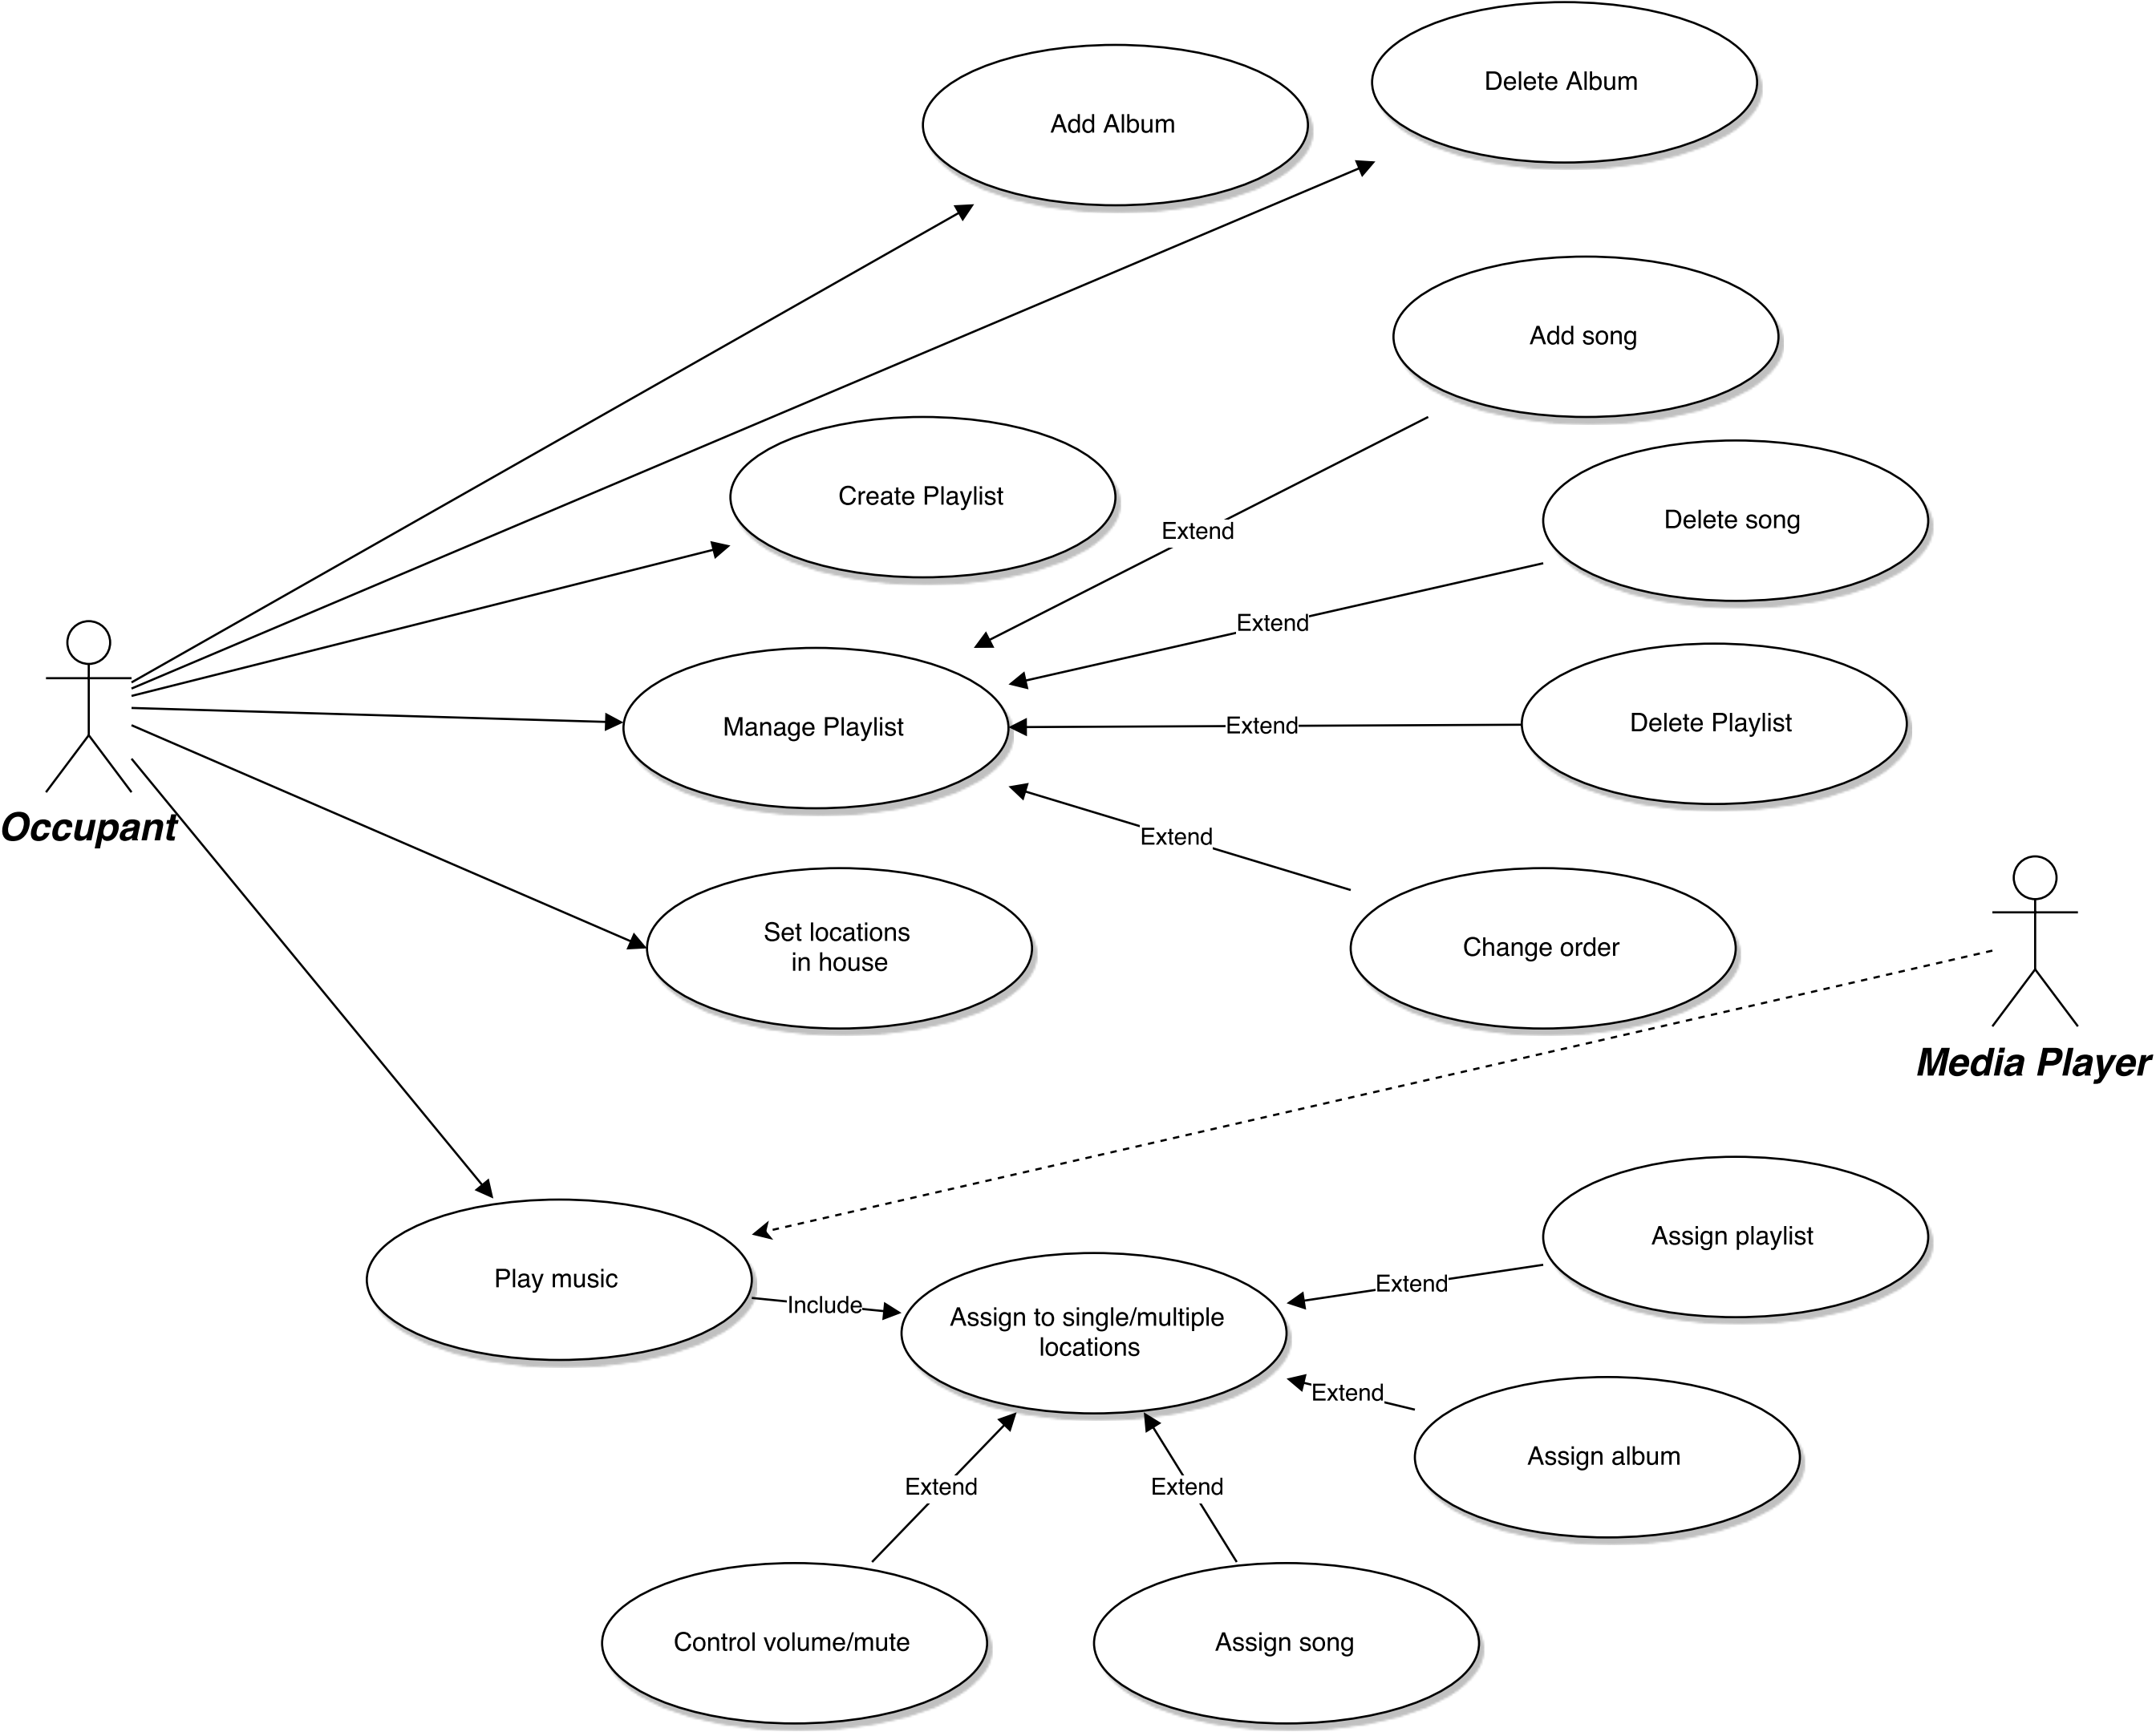 Delete Album
Add Album
Add song
Create Playlist
Delete song
Extend
Extend
Manage Playlist
Extend
Delete Playlist
Occupant
Extend
Set locations
in house
Change order
Media Player
Play music
Include
Assign to single/multiple
locations
Extend
Assign playlist
Extend
Assign album
Extend
Extend
Control volume/mute
Assign song